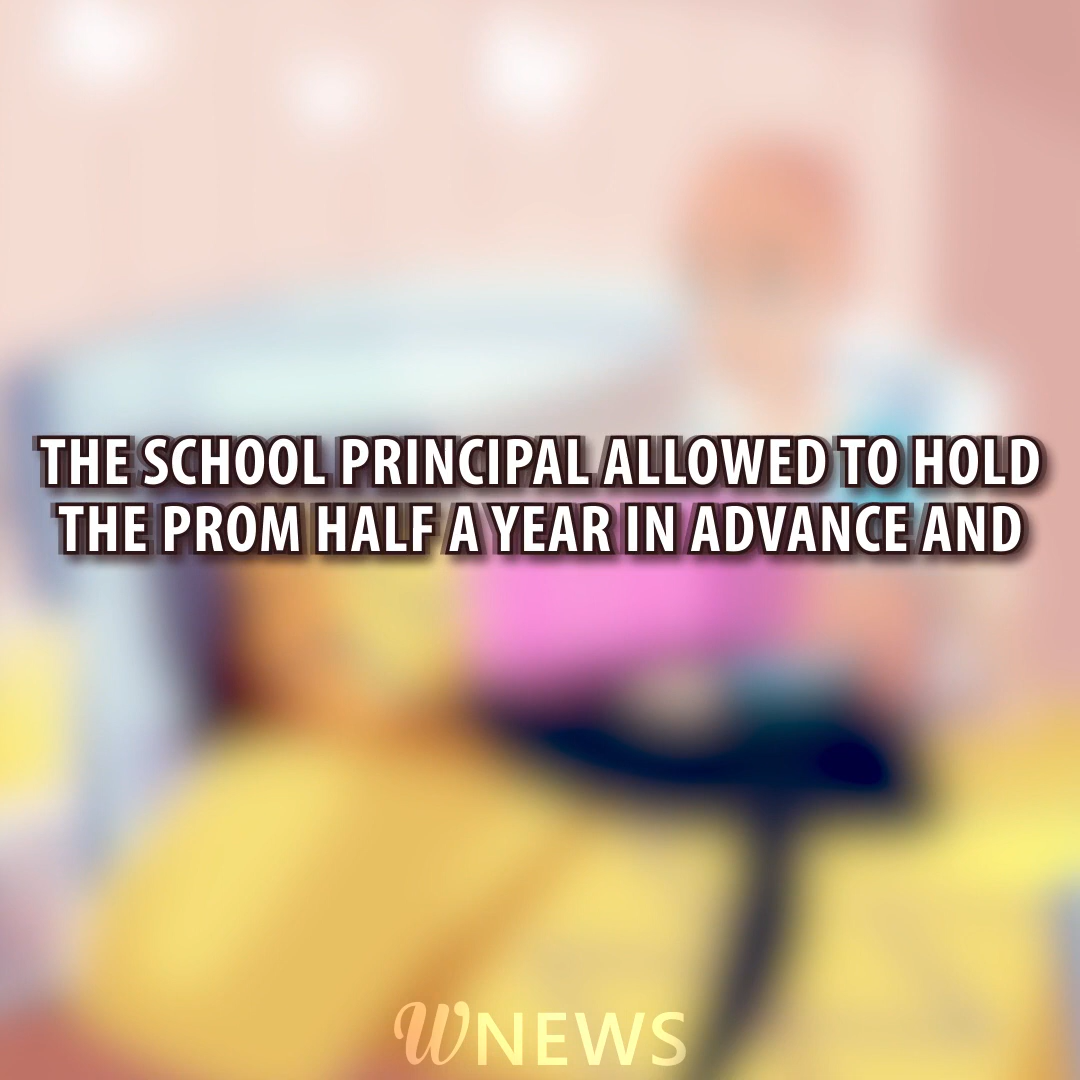 THE SCHOOL PRINCIPAL ALLOWED TO HOLD
THE PROM HALF A YEAR IN ADVANCE AND
WNEWS